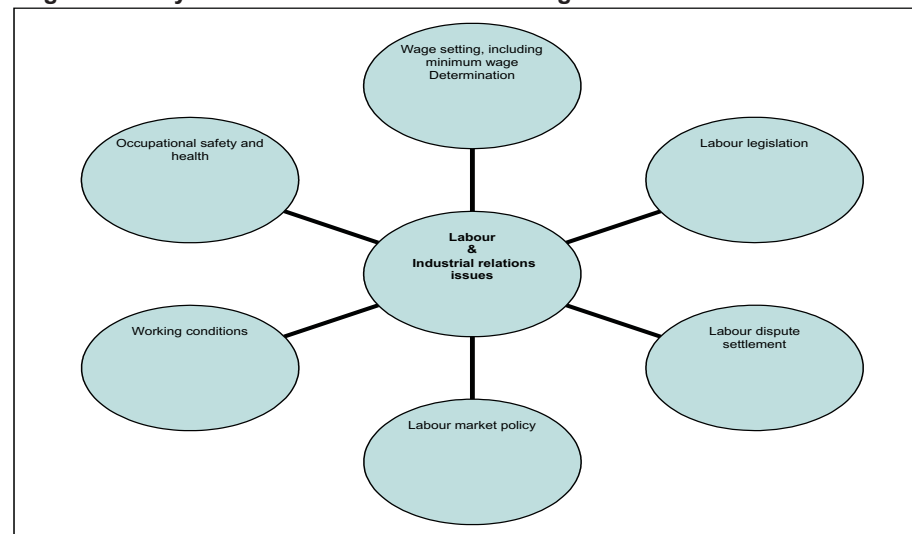 Wage setting, including
minimum wage
Determination
Occupational safety and
health
Labour legislation
Labour
&
Industrial relations
issues
Working conditions
Labour dispute
settlement
Labour market policy